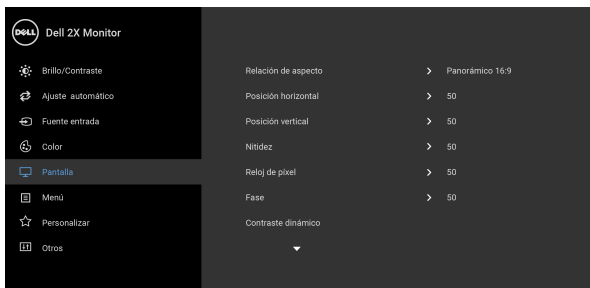 DELL Dell 2X Monitor
Brillo/Contraste
Relación de aspecto Panorámico 16:9
Ajuste automático
Posición horizontal 50
Fuente entrada
Posición vertical 50
Color
Nitidez 50
Pantalla
Reloj de píxel 50
Menú
Fase 50
Personalizar
Contraste dinámico
Otros